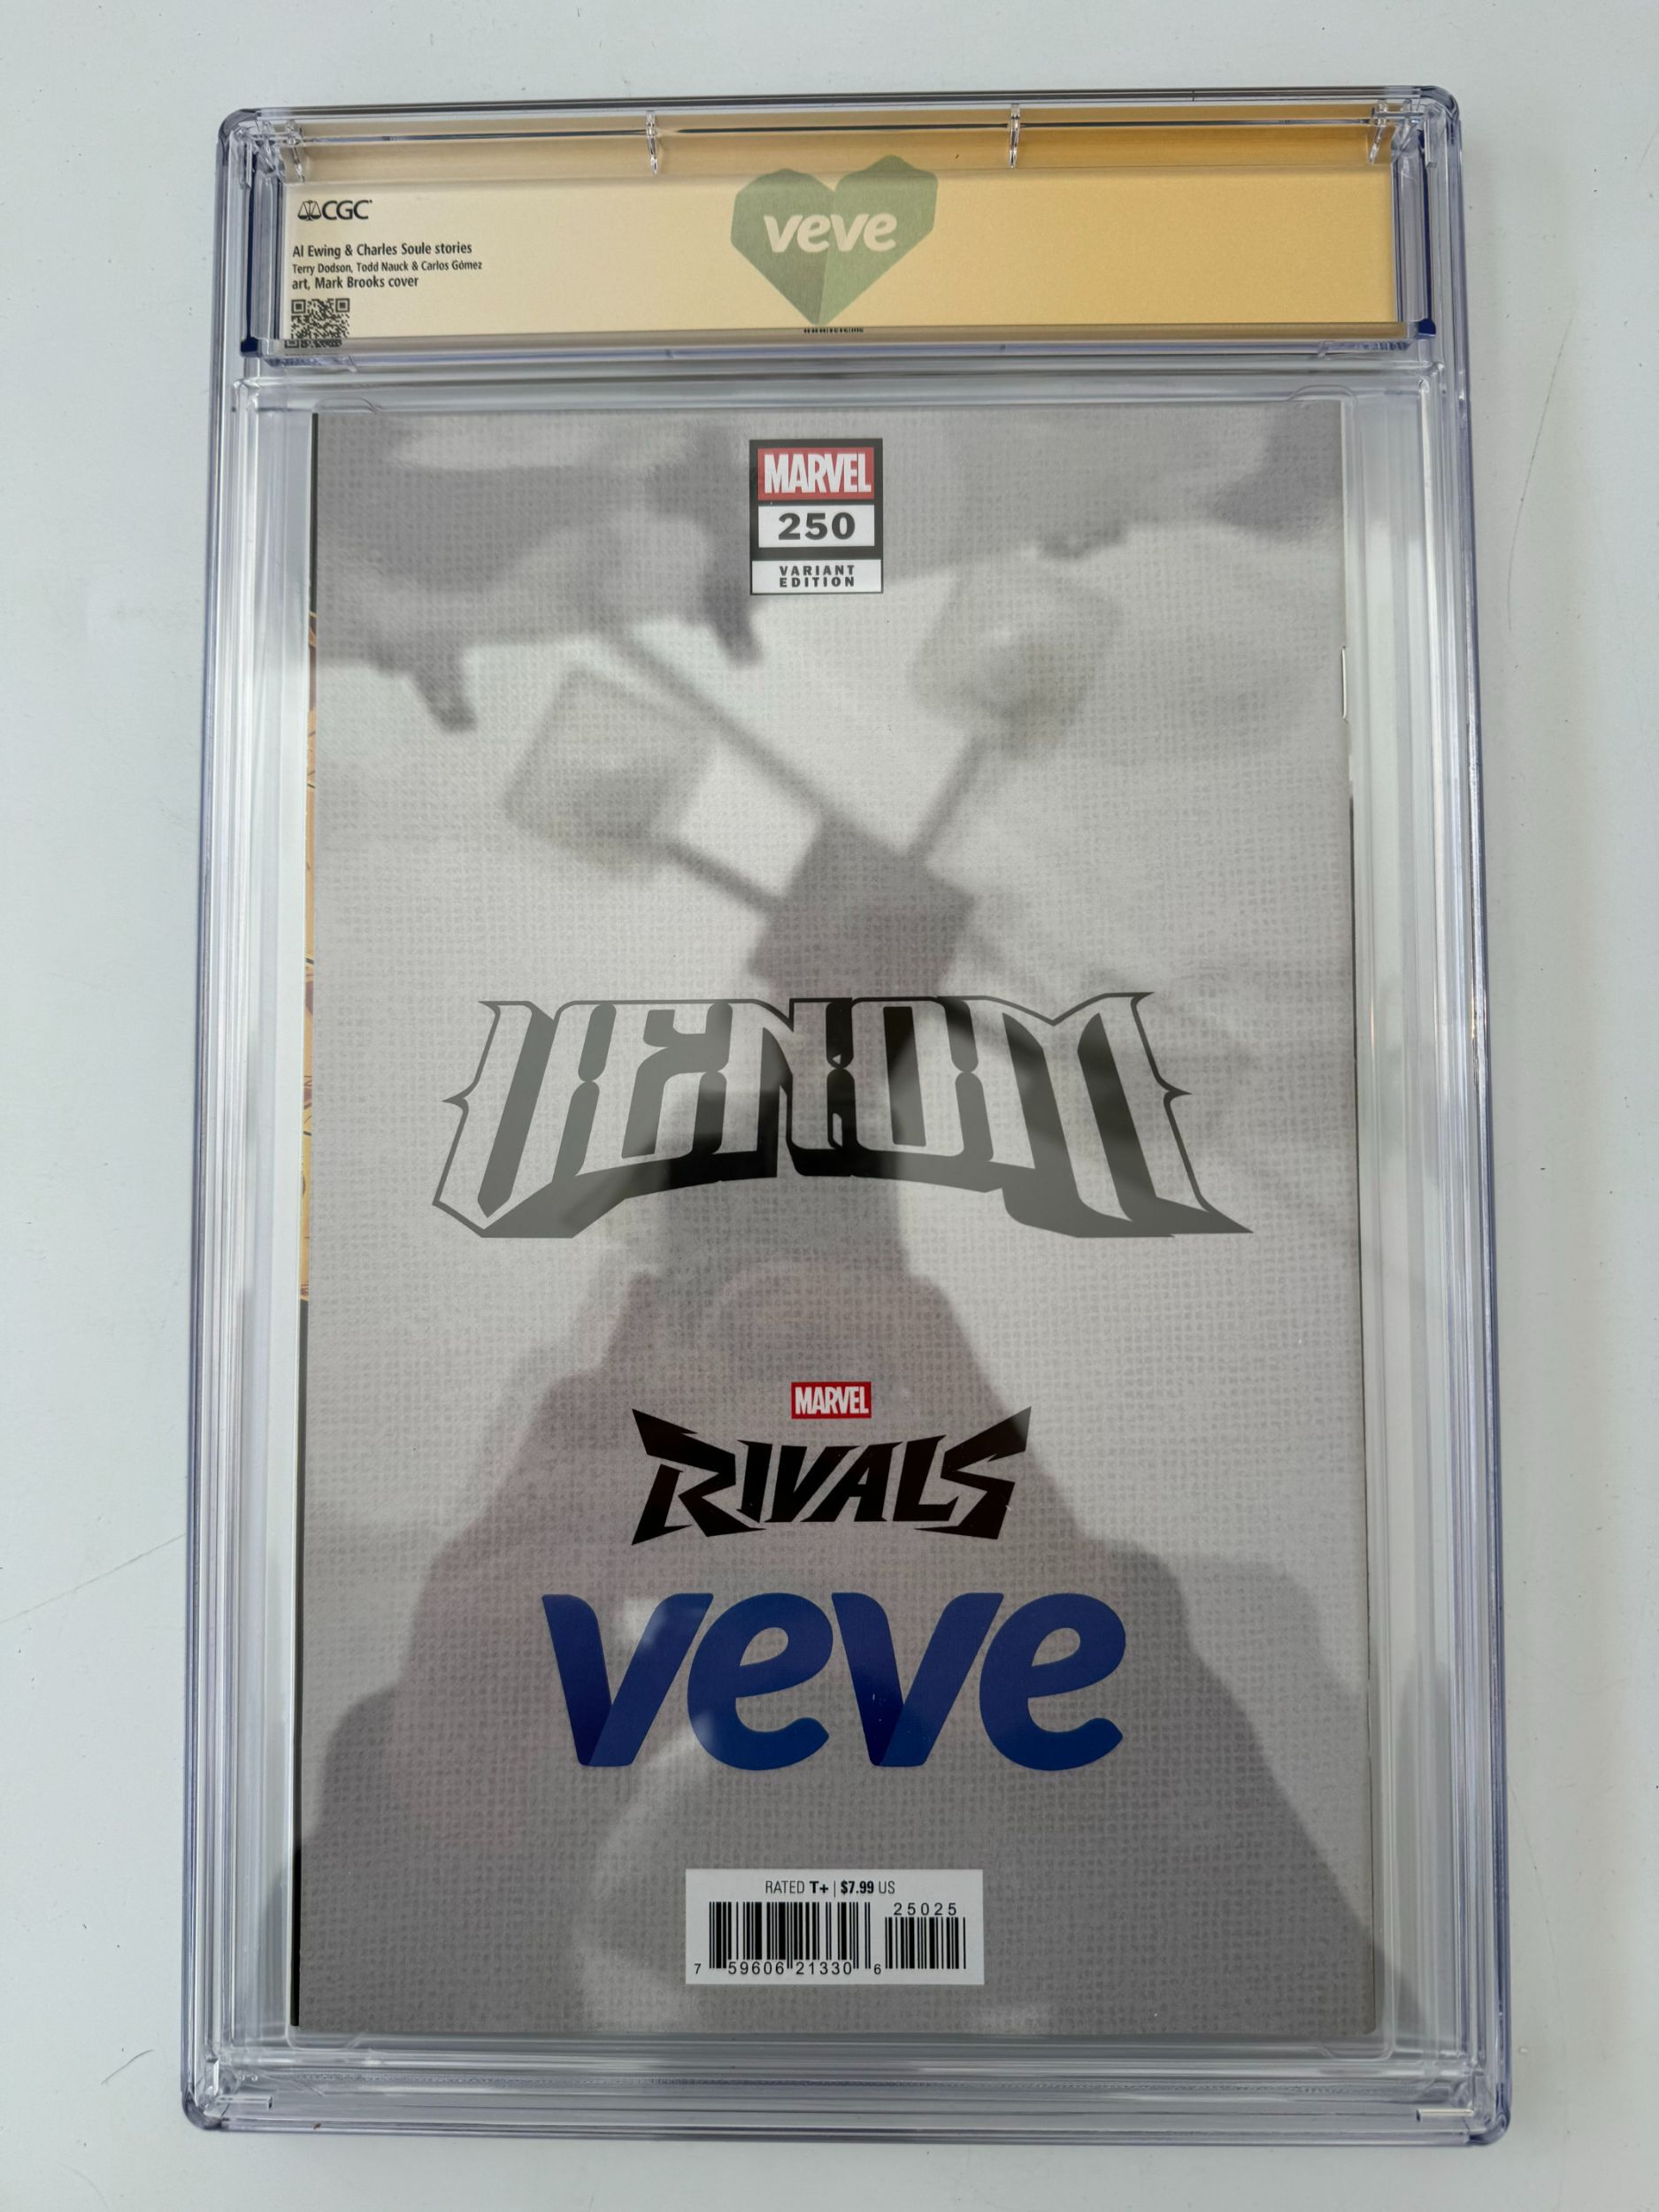 CGC
veve
Al Ewing & Charles Soule stories
Terry Dodson, Todd Nauck & Carlos Gómez
art, Mark Brooks cover
MARVEL
250
VARIANT
EDITION
VENOM
MARVEL
RIVALS
veve
RATED T+ | $7.99 US
25025
7 59606 21330 6